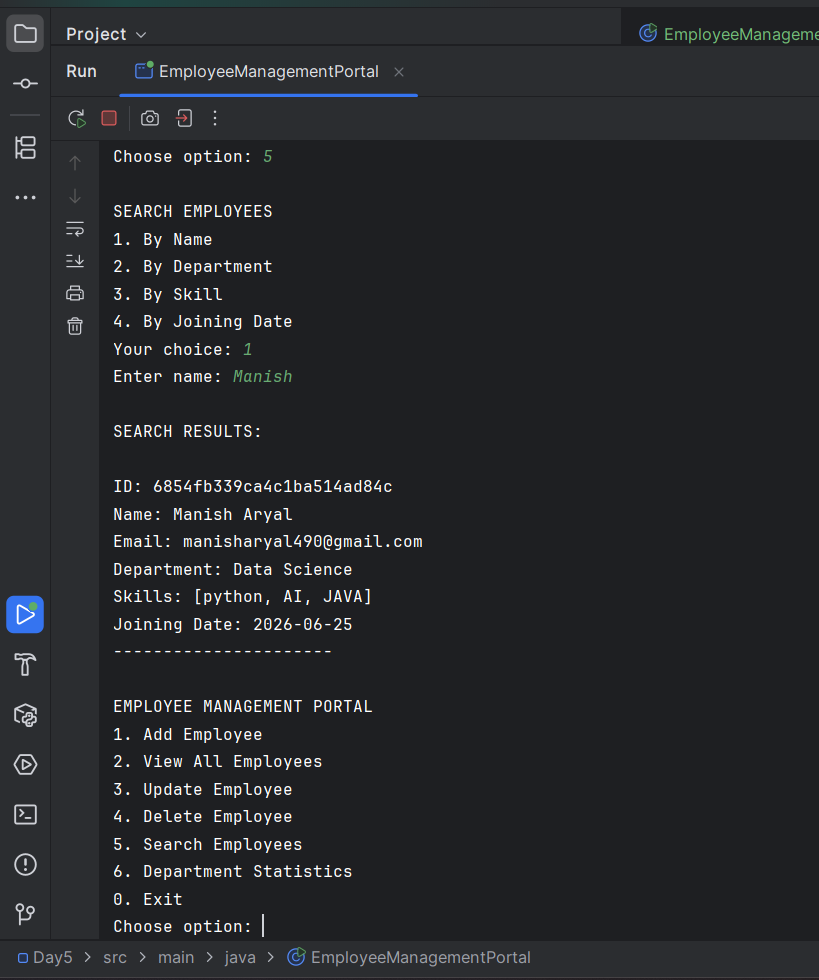 Project
EmployeeManageme
Run
EmployeeManagementPortal
Choose option: 5
SEARCH EMPLOYEES
1. By Name
2. By Department
3. By Skill
4. By Joining Date
Your choice: 1
Enter name: Manish
SEARCH RESULTS:
ID: 6854fb339ca4c1ba514ad84c
Name: Manish Aryal
Email: manisharyal490@gmail.com
Department: Data Science
Skills: [python, AI, JAVA]
Joining Date: 2026-06-25
----------------------
EMPLOYEE MANAGEMENT PORTAL
1. Add Employee
2. View All Employees
3. Update Employee
4. Delete Employee
5. Search Employees
6. Department Statistics
0. Exit
Choose option:
Day5 > src > main > java > EmployeeManagementPortal